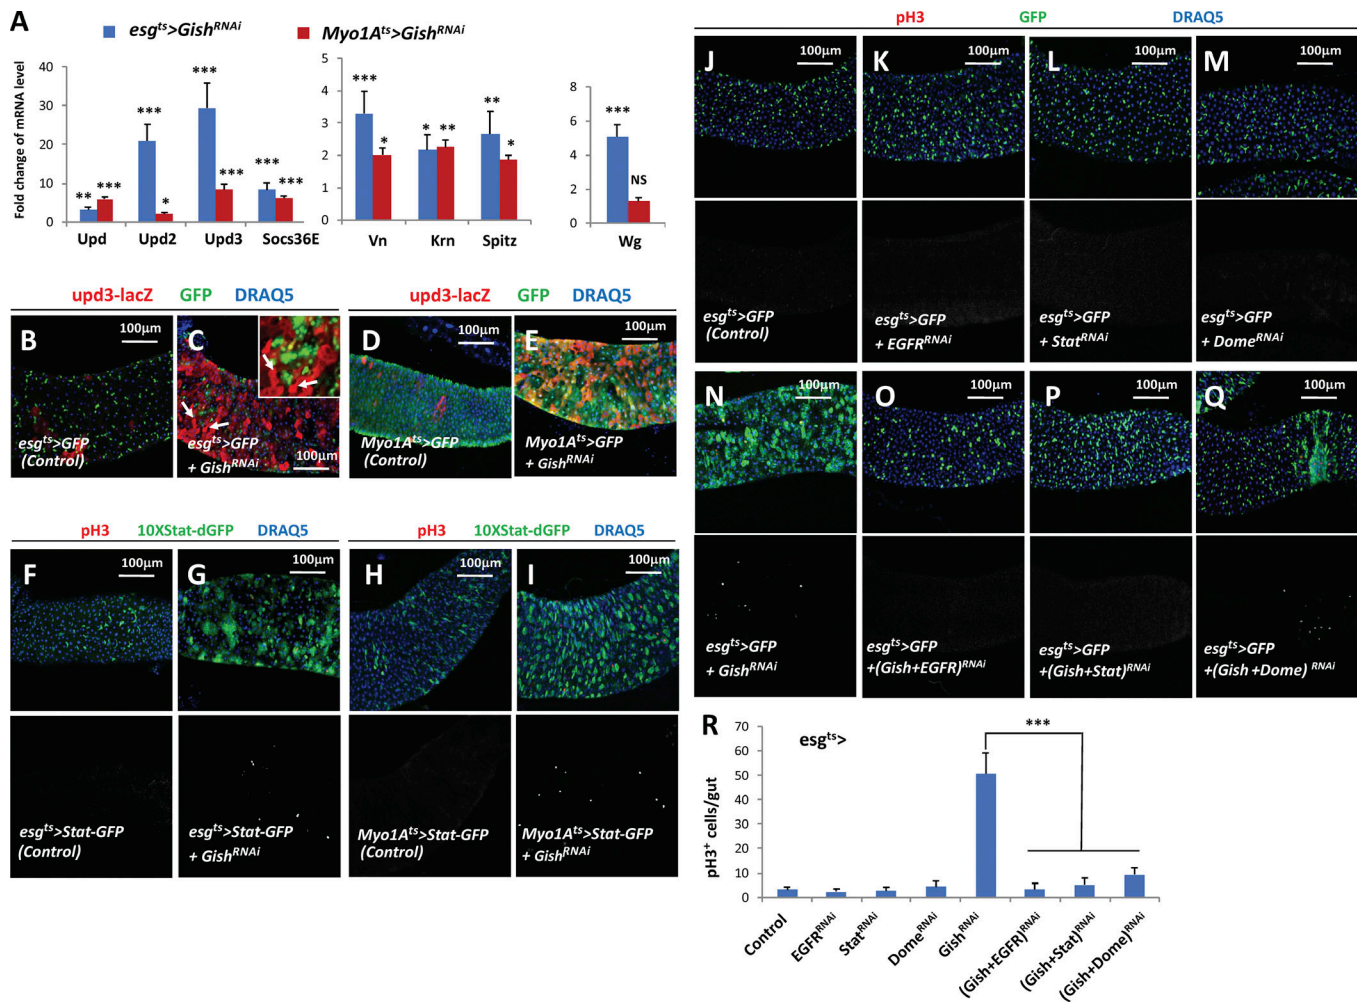 A
esg^ts>Gish^RNAi
Myo1A^ts>Gish^RNAi
Fold change of mRNA level
40
30
20
10
0
** *** *** * *** *** *** ***
Upd Upd2 Upd3 Socs36E
5
4
3
2
1
0
*** * * ** ** *
Vn Krn Spitz
8
6
4
2
0
*** NS
Wg
upd3-lacZ GFP DRAQ5
upd3-lacZ GFP DRAQ5
B
100µm
esg^ts>GFP
(Control)
C
esg^ts>GFP
+ Gish^RNAi
100µm
D
100µm
Myo1A^ts>GFP
(Control)
E
100µm
Myo1A^ts>GFP
+ Gish^RNAi
pH3 10XStat-dGFP DRAQ5
pH3 10XStat-dGFP DRAQ5
F
100µm
esg^ts>Stat-GFP
(Control)
G
100µm
esg^ts>Stat-GFP
+ Gish^RNAi
H
100µm
Myo1A^ts>Stat-GFP
(Control)
I
100µm
Myo1A^ts>Stat-GFP
+ Gish^RNAi
pH3 GFP DRAQ5
J
100µm
esg^ts>GFP
(Control)
K
100µm
esg^ts>GFP
+ EGFR^RNAi
L
100µm
esg^ts>GFP
+ Stat^RNAi
M
100µm
esg^ts>GFP
+ Dome^RNAi
N
100µm
esg^ts>GFP
+ Gish^RNAi
O
100µm
esg^ts>GFP
+(Gish+EGFR)^RNAi
P
100µm
esg^ts>GFP
+(Gish+Stat)^RNAi
Q
100µm
esg^ts>GFP
+(Gish +Dome)^RNAi
R
esg^ts>
***
pH3⁺ cells/gut
70
60
50
40
30
20
10
0
Control
EGFR^RNAi
Stat^RNAi
Dome^RNAi
Gish^RNAi
(Gish+EGFR)^RNAi
(Gish+Stat)^RNAi
(Gish+Dome)^RNAi